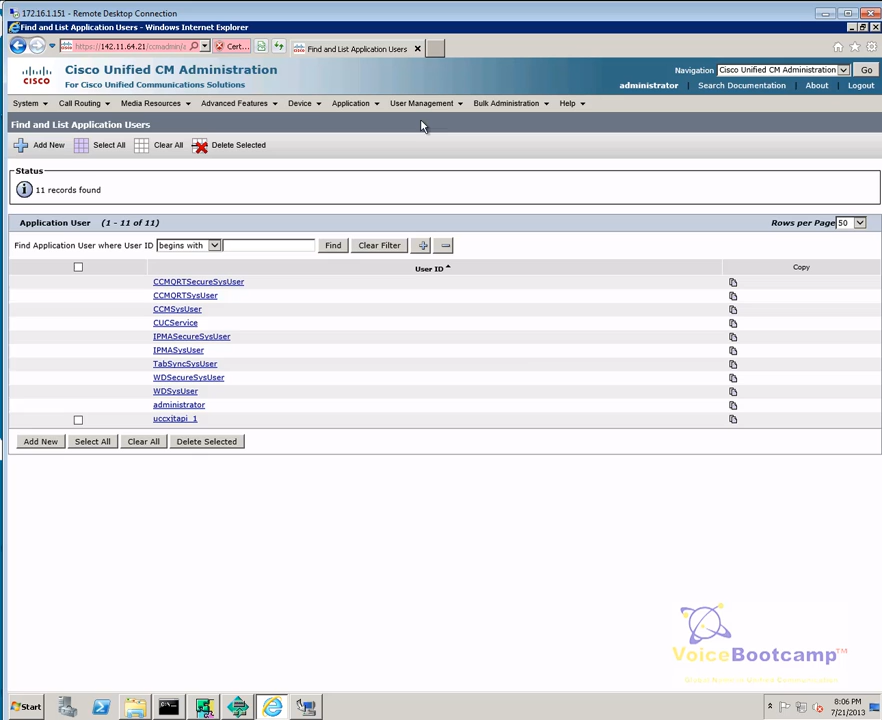 172.16.1.151 - Remote Desktop Connection
Find and List Application Users - Windows Internet Explorer
https://142.11.64.21/ccmadmin/a
Cert...
Find and List Application Users
CISCO
Cisco Unified CM Administration
For Cisco Unified Communications Solutions
Navigation Cisco Unified CM Administration Go
administrator | Search Documentation | About | Logout
System Call Routing Media Resources Advanced Features Device Application User Management Bulk Administration Help
Find and List Application Users
Add New Select All Clear All Delete Selected
Status
11 records found
Application User (1 - 11 of 11) Rows per Page 50
Find Application User where User ID begins with Find Clear Filter
User ID Copy
CCMQRTSecureSysUser
CCMQRTSysUser
CCMSysUser
CUCService
IPMASecureSysUser
IPMASysUser
TabSyncSysUser
WDSecureSysUser
WDSysUser
administrator
uccxjtapi_1
Add New Select All Clear All Delete Selected
VoiceBootcamp™
Start
8:06 PM
7/21/2013